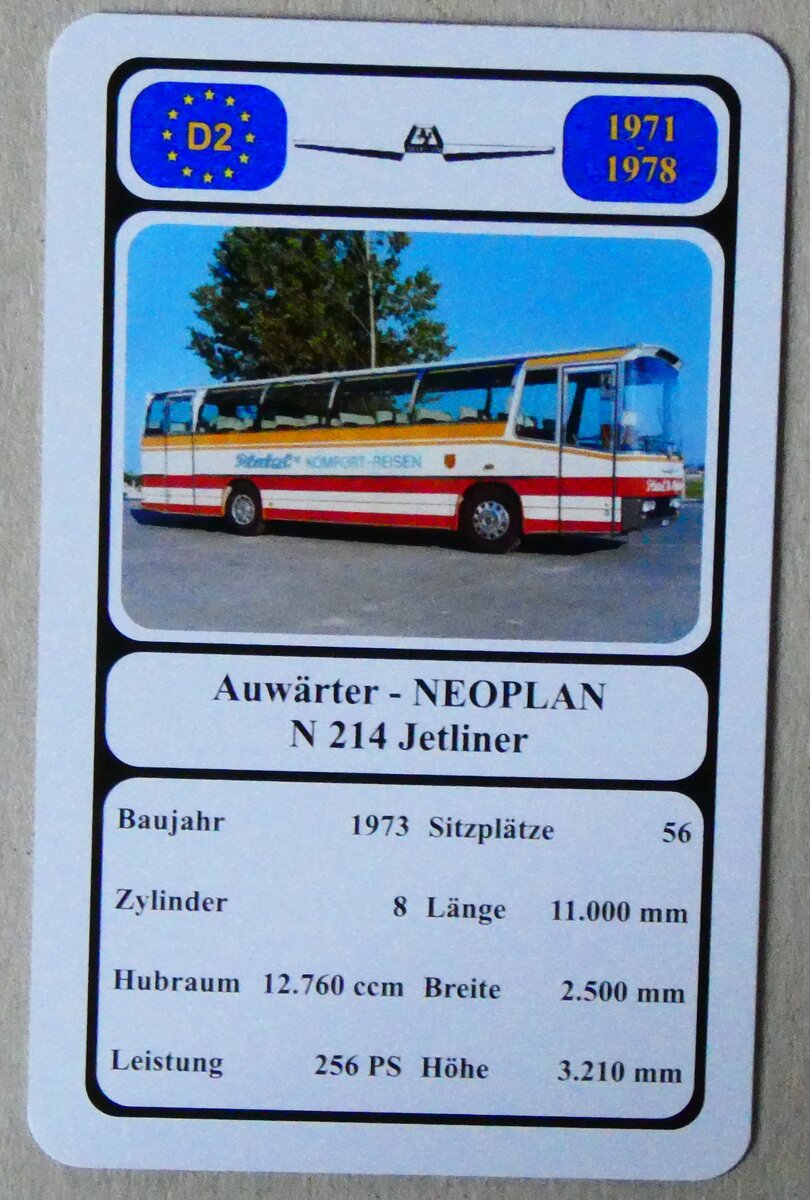 D2
1971
-
1978
KOMFORT-REISEN
Auwärter - NEOPLAN
N 214 Jetliner
Baujahr 1973 Sitzplätze 56
Zylinder 8 Länge 11.000 mm
Hubraum 12.760 ccm Breite 2.500 mm
Leistung 256 PS Höhe 3.210 mm